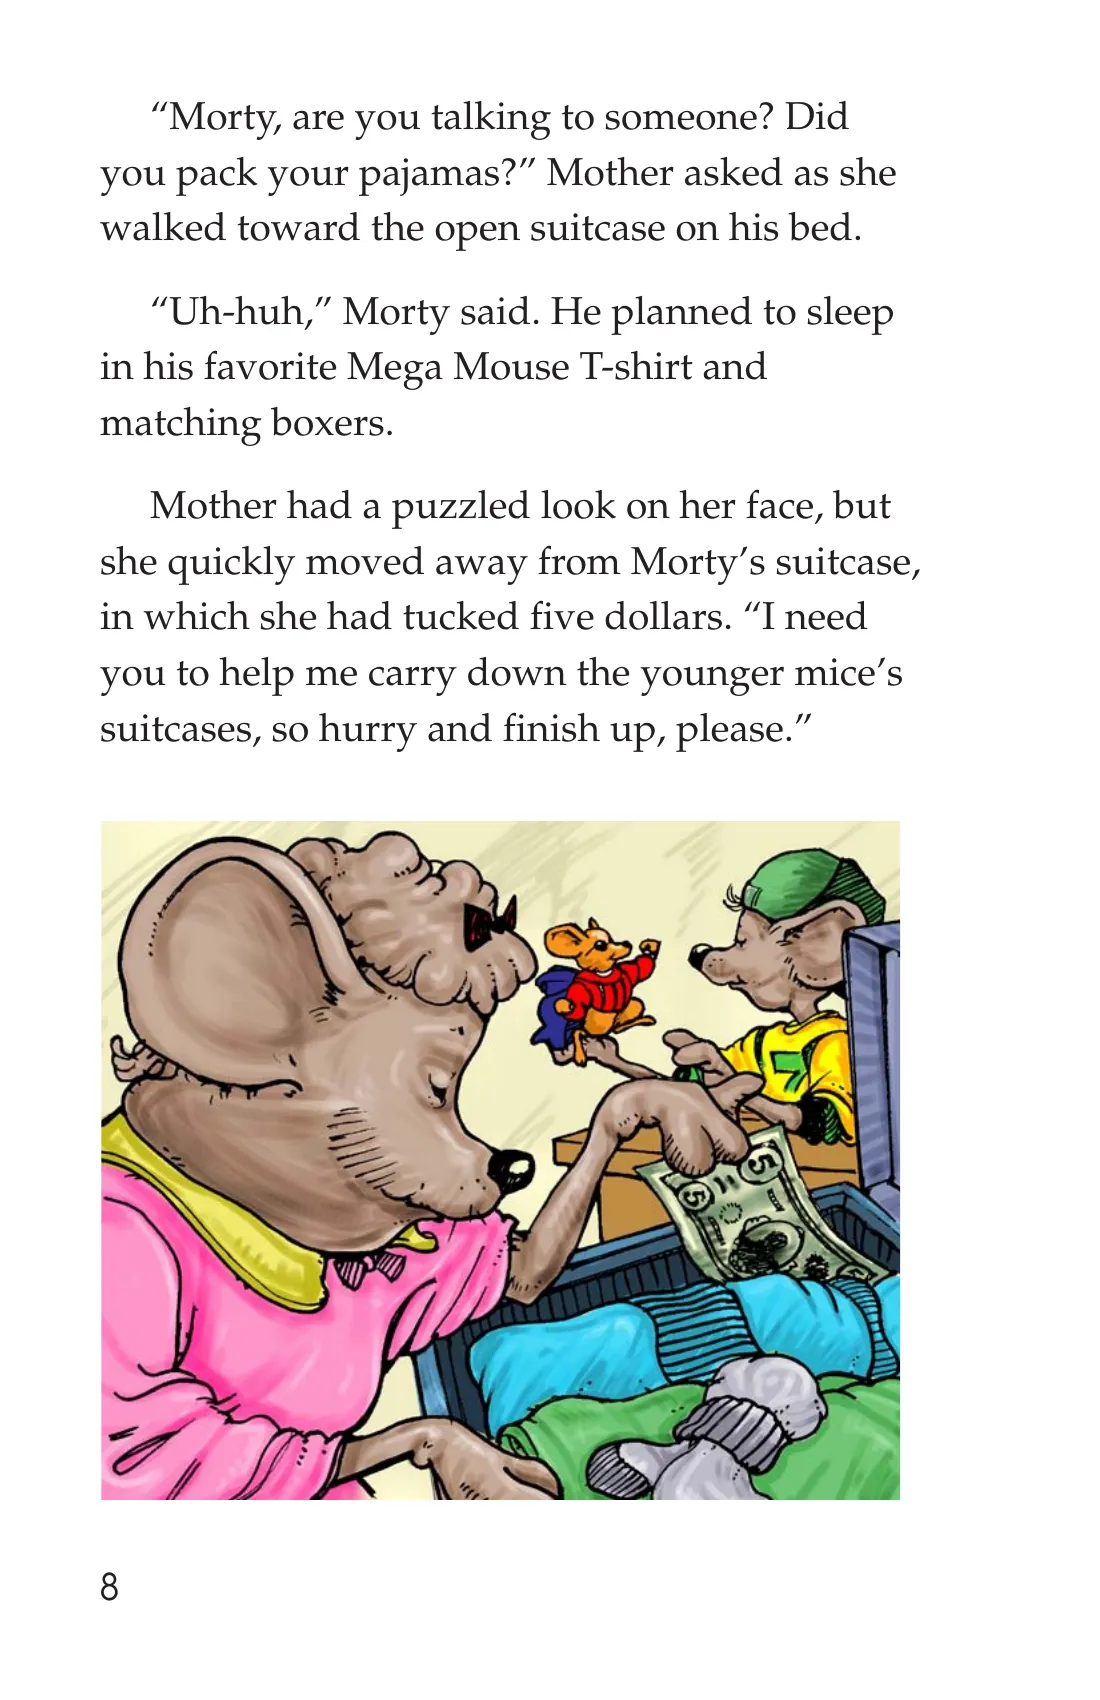 “Morty, are you talking to someone? Did
you pack your pajamas?” Mother asked as she
walked toward the open suitcase on his bed.
“Uh-huh,” Morty said. He planned to sleep
in his favorite Mega Mouse T-shirt and
matching boxers.
Mother had a puzzled look on her face, but
she quickly moved away from Morty’s suitcase,
in which she had tucked five dollars. “I need
you to help me carry down the younger mice’s
suitcases, so hurry and finish up, please.”
7
5
5
8